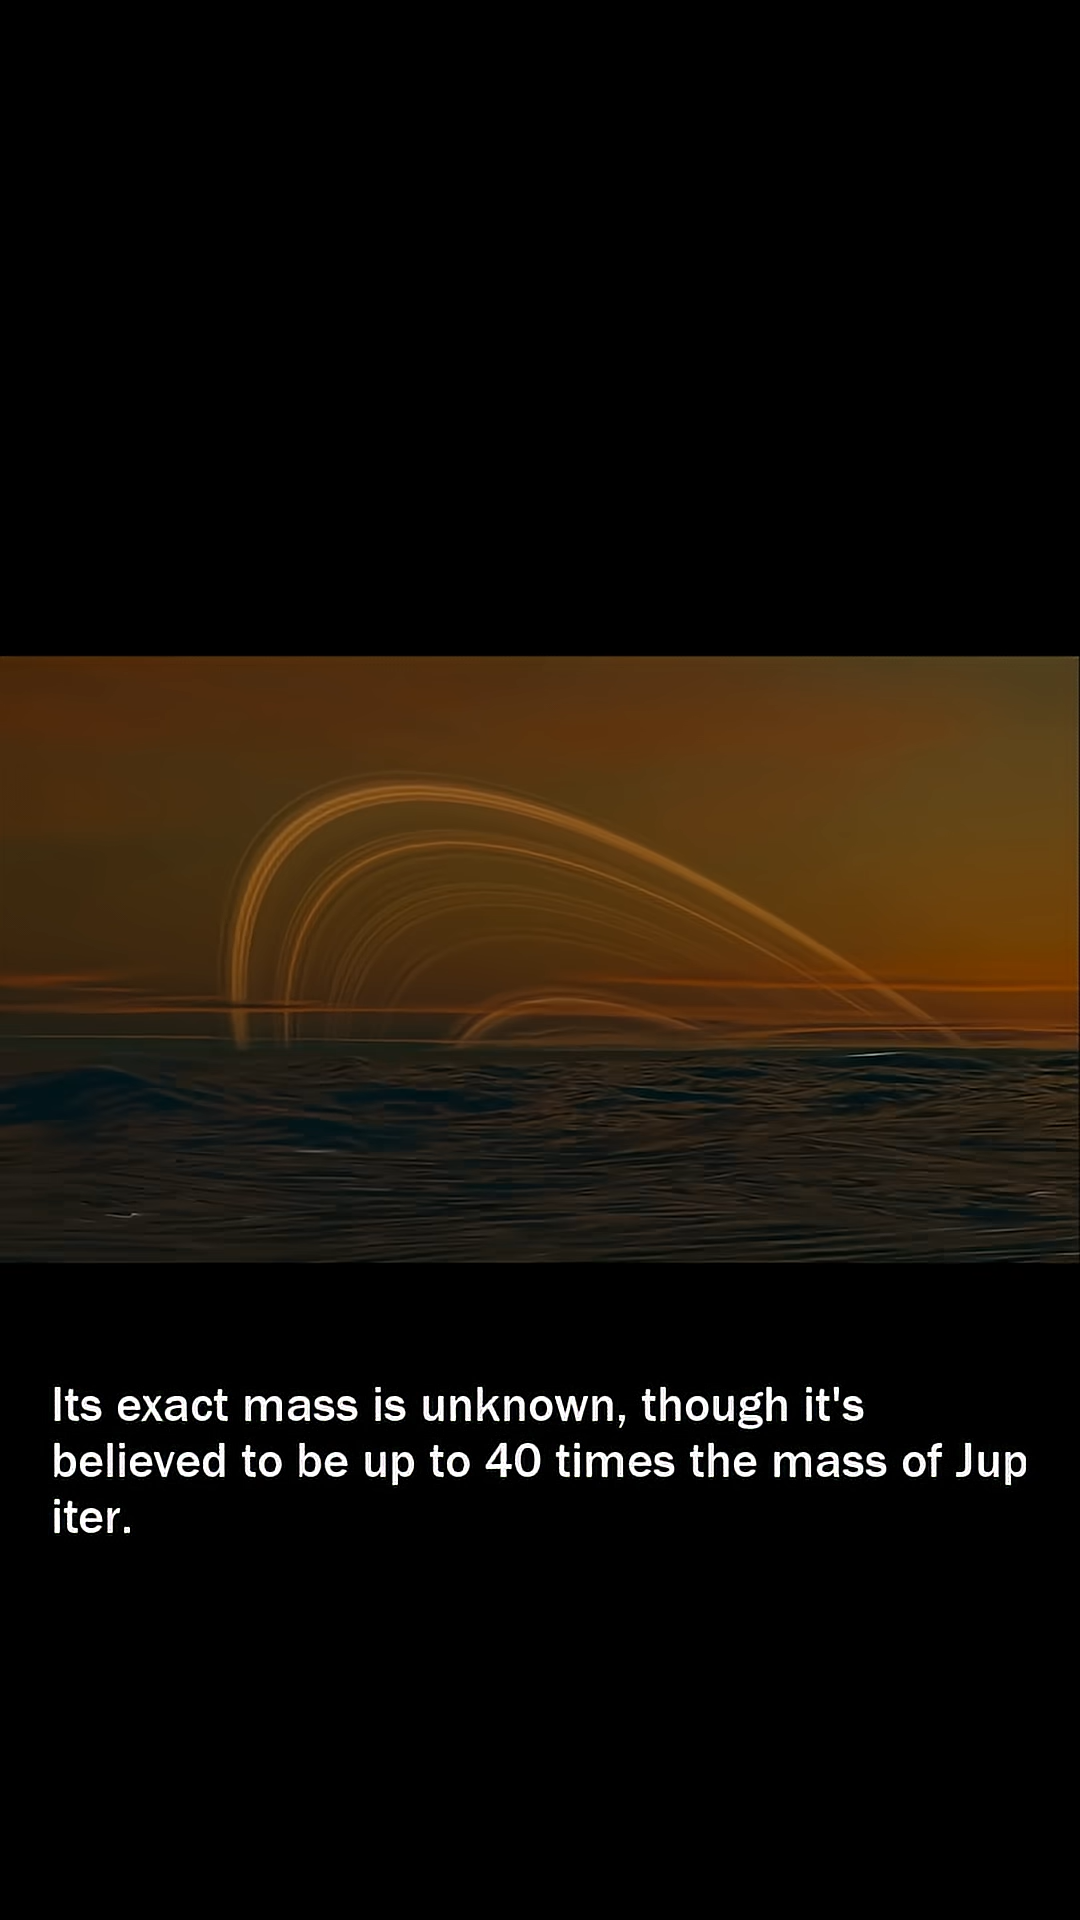 Its exact mass is unknown, though it's
believed to be up to 40 times the mass of Jup
iter.